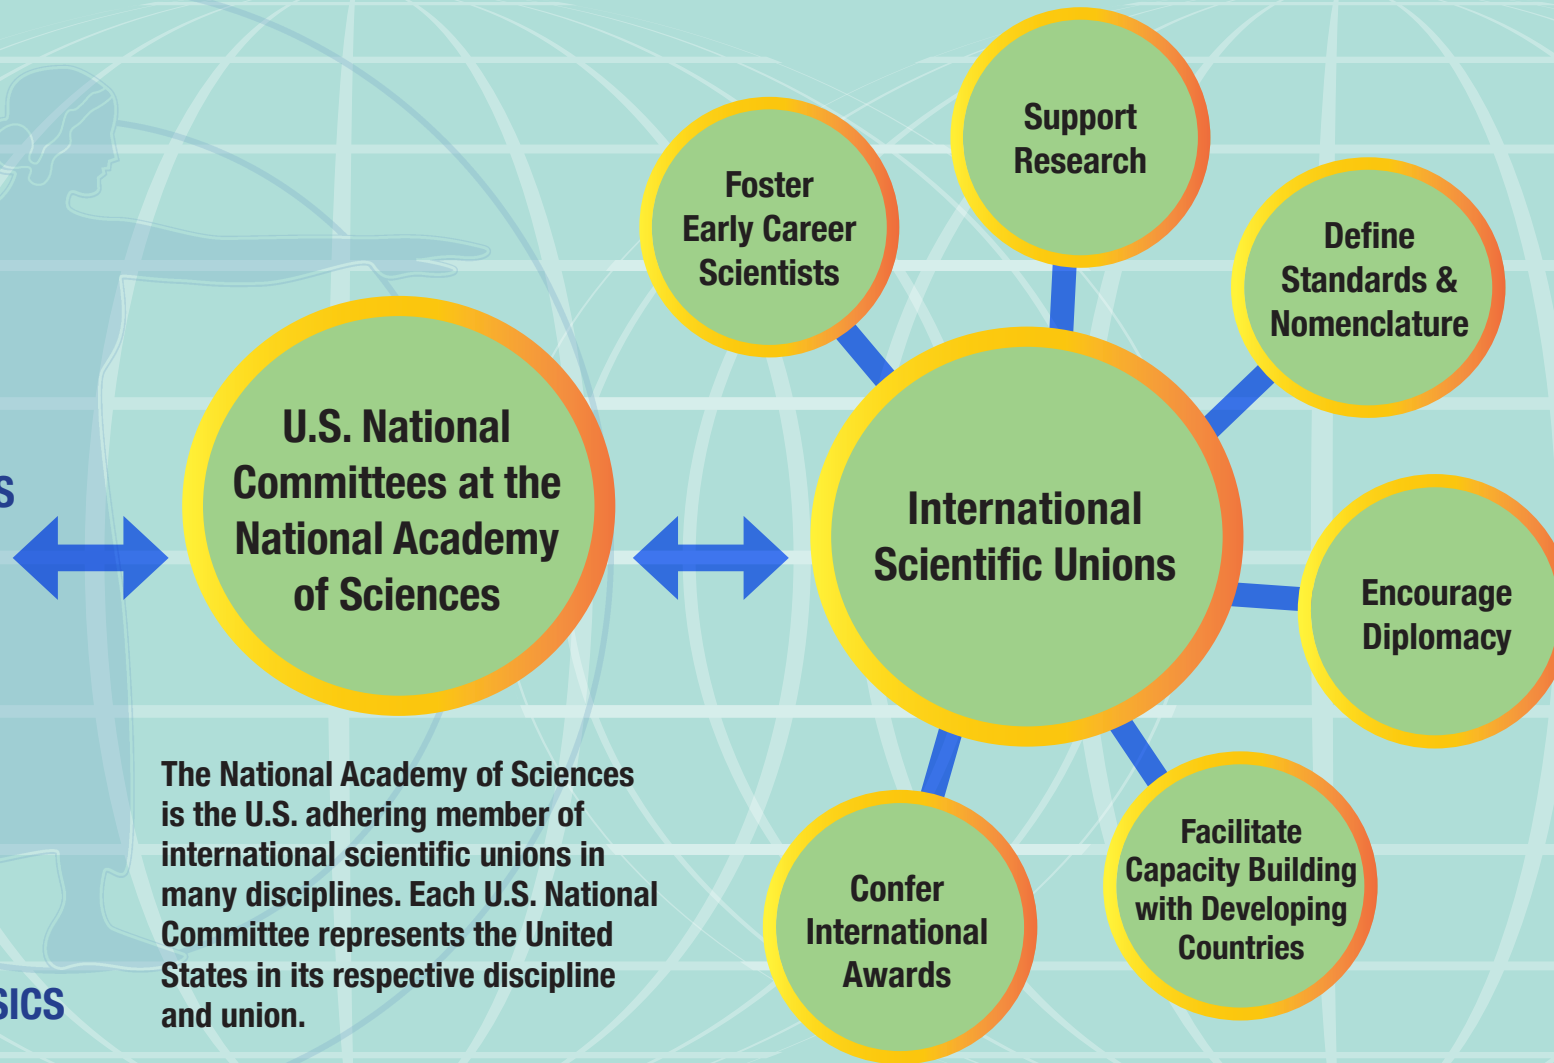 Support
Research
Foster
Early Career
Scientists
Define
Standards &
Nomenclature
U.S. National
Committees at the
National Academy
of Sciences
International
Scientific Unions
Encourage
Diplomacy
The National Academy of Sciences
is the U.S. adhering member of
international scientific unions in
many disciplines. Each U.S. National
Committee represents the United
States in its respective discipline
and union.
Confer
International
Awards
Facilitate
Capacity Building
with Developing
Countries